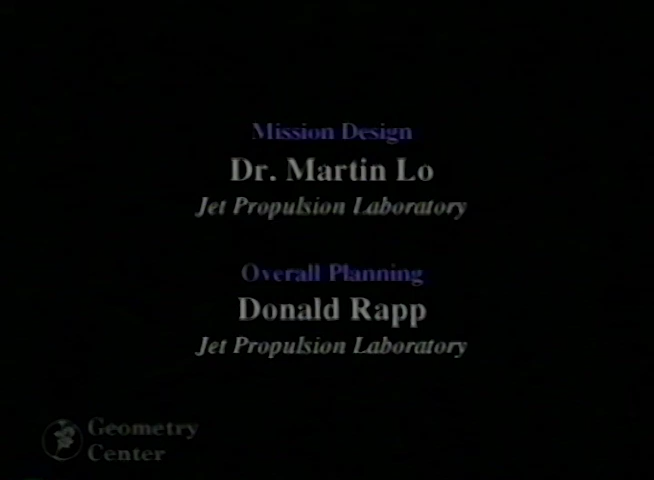 Mission Design
Dr. Martin Lo
Jet Propulsion Laboratory
Overall Planning
Donald Rapp
Jet Propulsion Laboratory
Geometry
Center